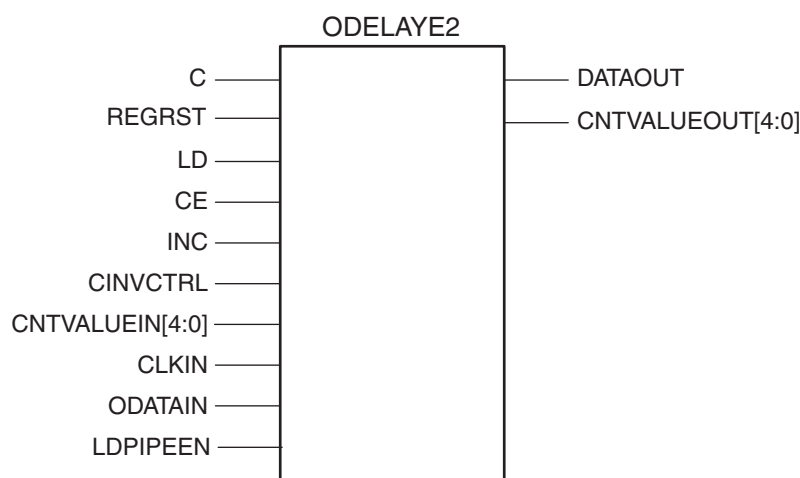 ODELAYE2
C
REGRST
LD
CE
INC
CINVCTRL
CNTVALUEIN[4:0]
CLKIN
ODATAIN
LDPIPEEN
DATAOUT
CNTVALUEOUT[4:0]